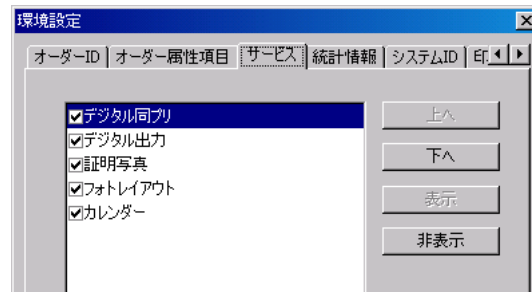 環境設定
オーダーID オーダー属性項目 サービス 統計情報 システムID
デジタル同プリ 上へ
デジタル出力
証明写真 下へ
フォトレイアウト 表示
カレンダー
非表示